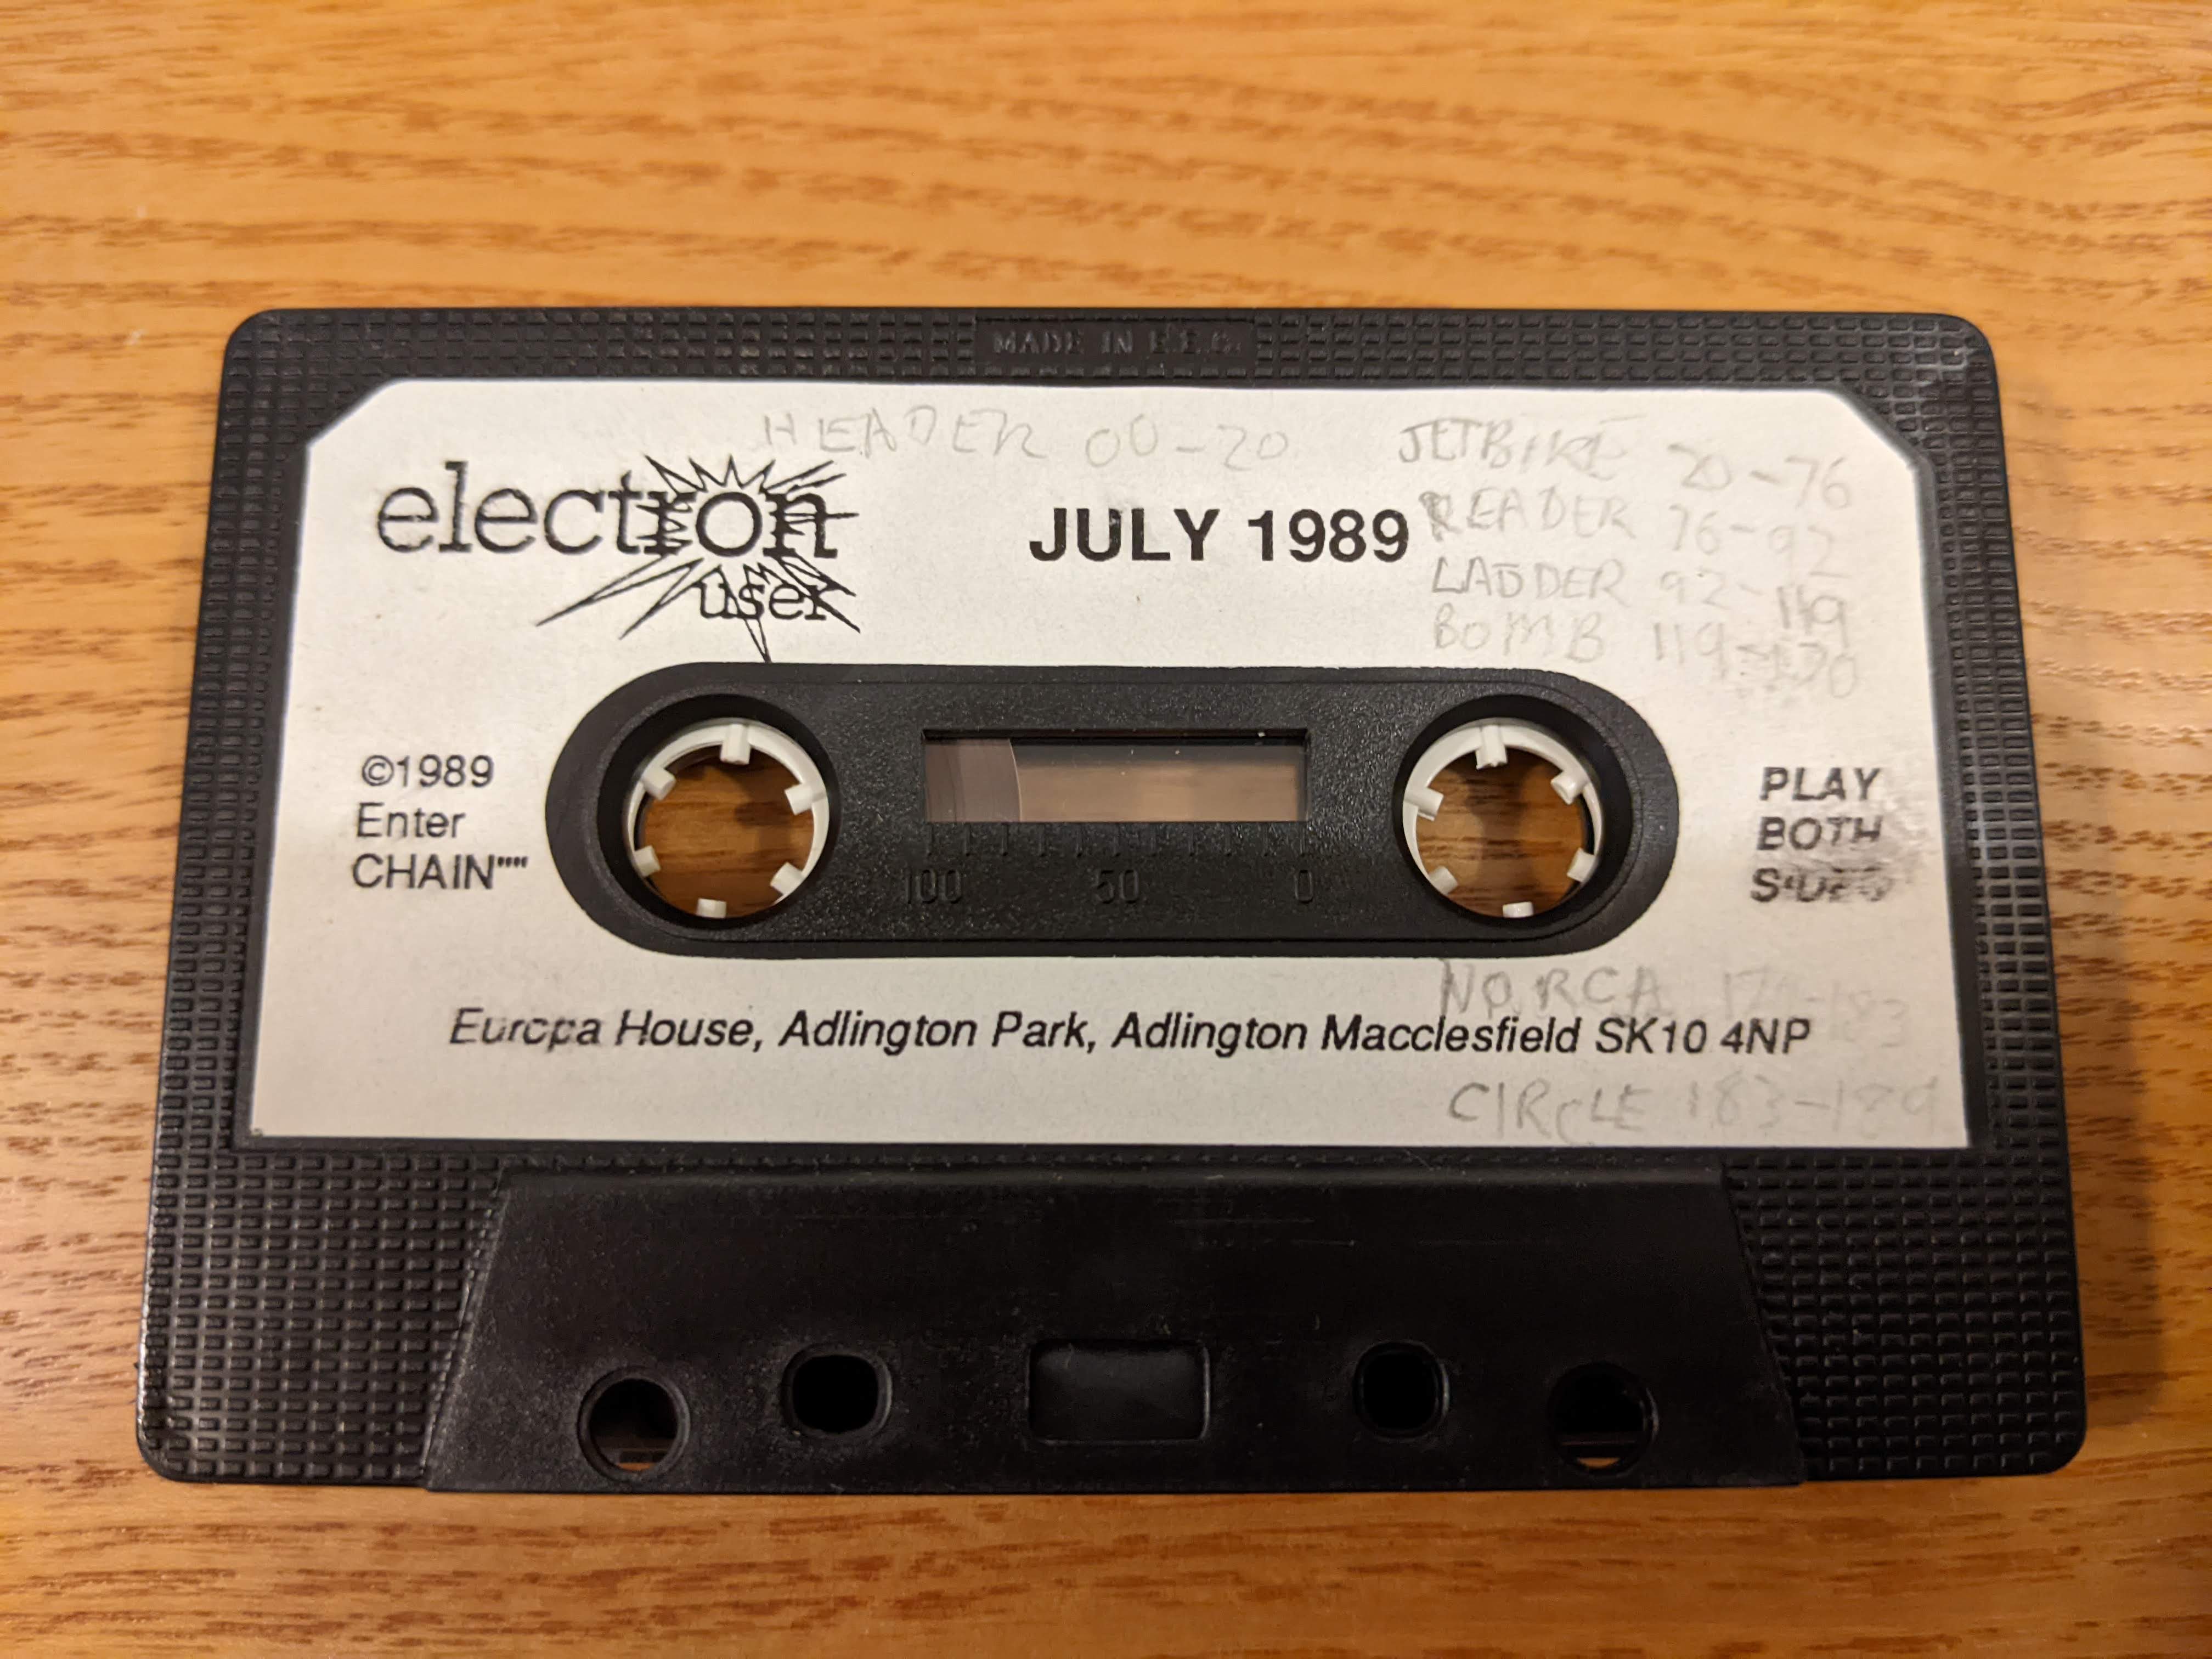 MADE IN E.E.C.
HEADER 00-20
JETBIKE 20-76
READER 76-92
LADDER 92-119
BOMB 119-170
electron
user
JULY 1989
©1989
Enter
CHAIN""
100 50 0
PLAY
BOTH
SIDES
NORCA
Europa House, Adlington Park, Adlington Macclesfield SK10 4NP
CIRCLE 183-189